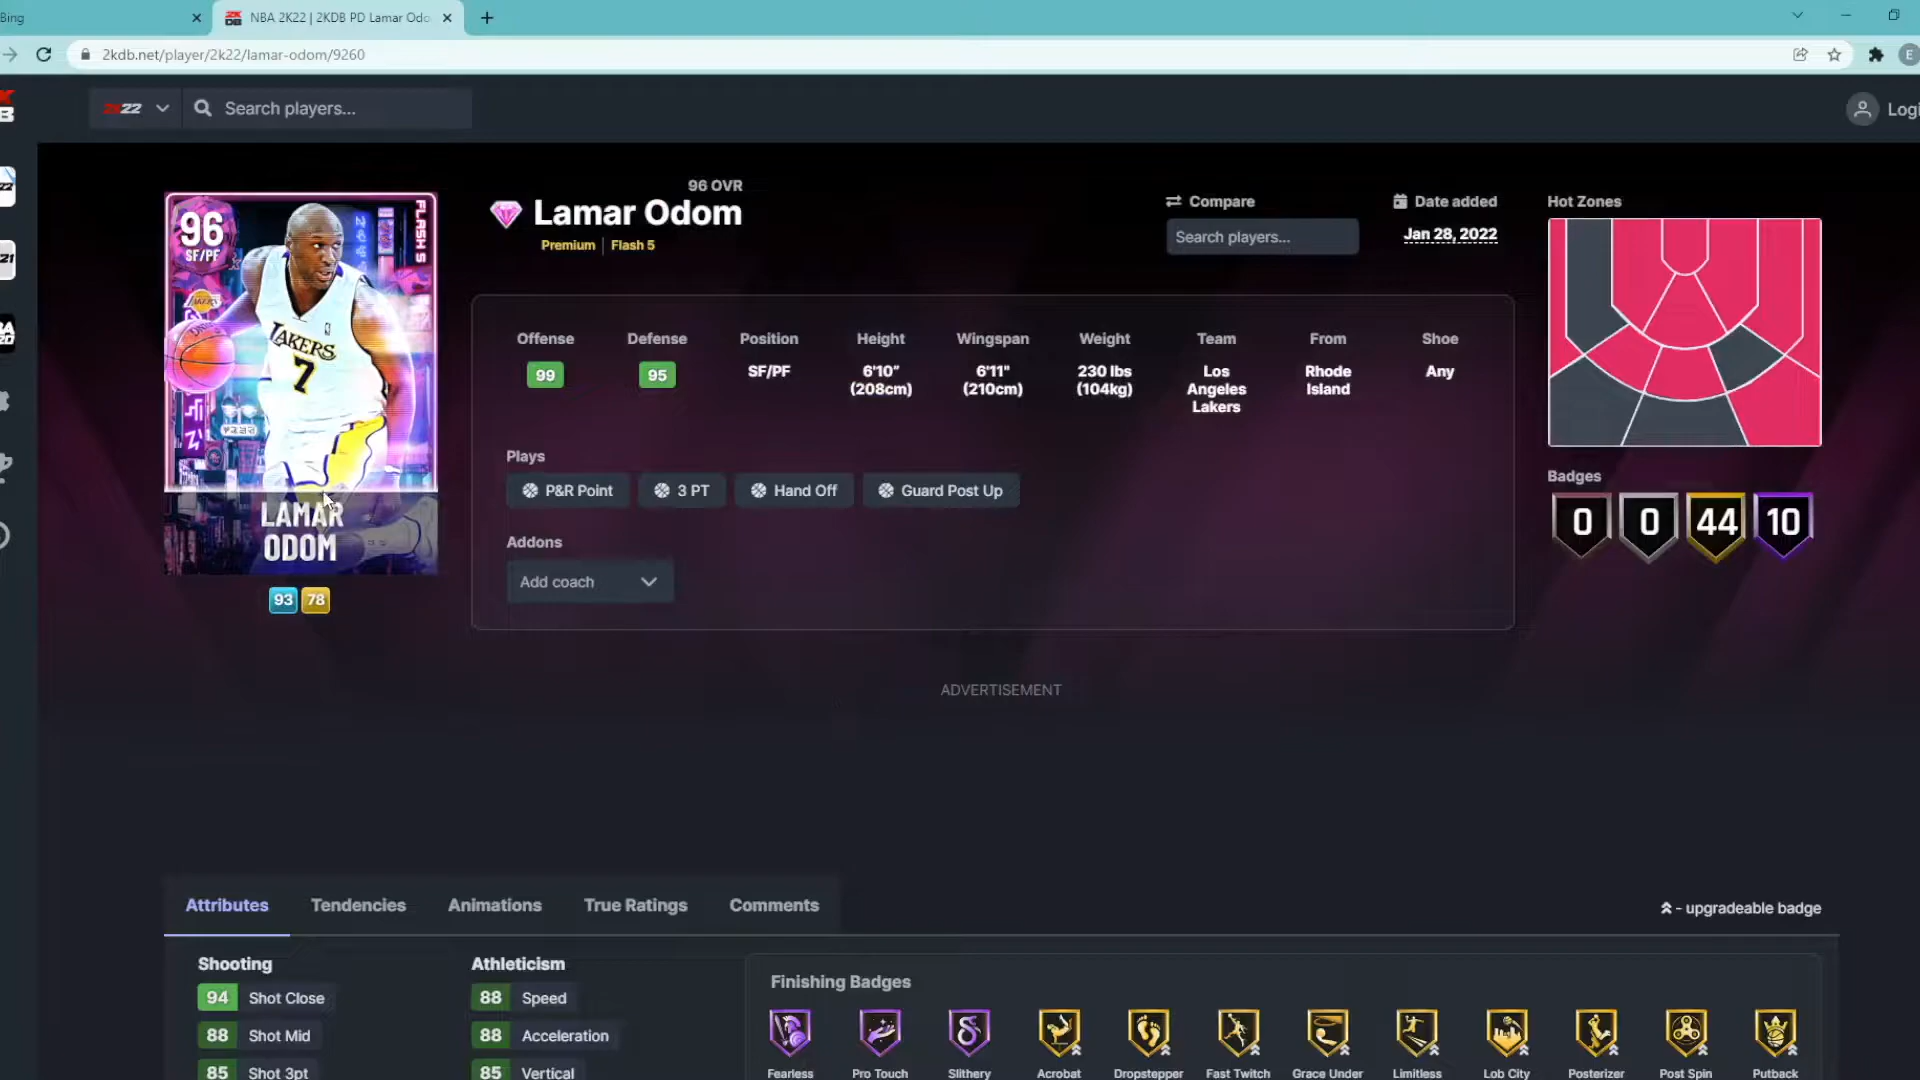 Bing
NBA 2K22 | 2KDB PD Lamar Odo
2kdb.net/player/2k22/lamar-odom/9260
E
2K22
Search players...
Logi
96
SF/PF
FLASH 5
LAKERS
7
LAMAR
ODOM
93 78
96 OVR
Lamar Odom
Premium | Flash 5
Compare
Search players...
Date added
Jan 28, 2022
Hot Zones
Offense Defense Position Height Wingspan Weight Team From Shoe
99 95 SF/PF 6'10" (208cm) 6'11" (210cm) 230 lbs (104kg) Los Angeles Lakers Rhode Island Any
Plays
P&R Point 3 PT Hand Off Guard Post Up
Addons
Add coach
Badges
0 0 44 10
ADVERTISEMENT
Attributes Tendencies Animations True Ratings Comments
- upgradeable badge
Shooting
94 Shot Close
88 Shot Mid
85 Shot 3pt
Athleticism
88 Speed
88 Acceleration
85 Vertical
Finishing Badges
Fearless Pro Touch Slithery Acrobat Dropstepper Fast Twitch Grace Under Limitless Lob City Posterizer Post Spin Putback